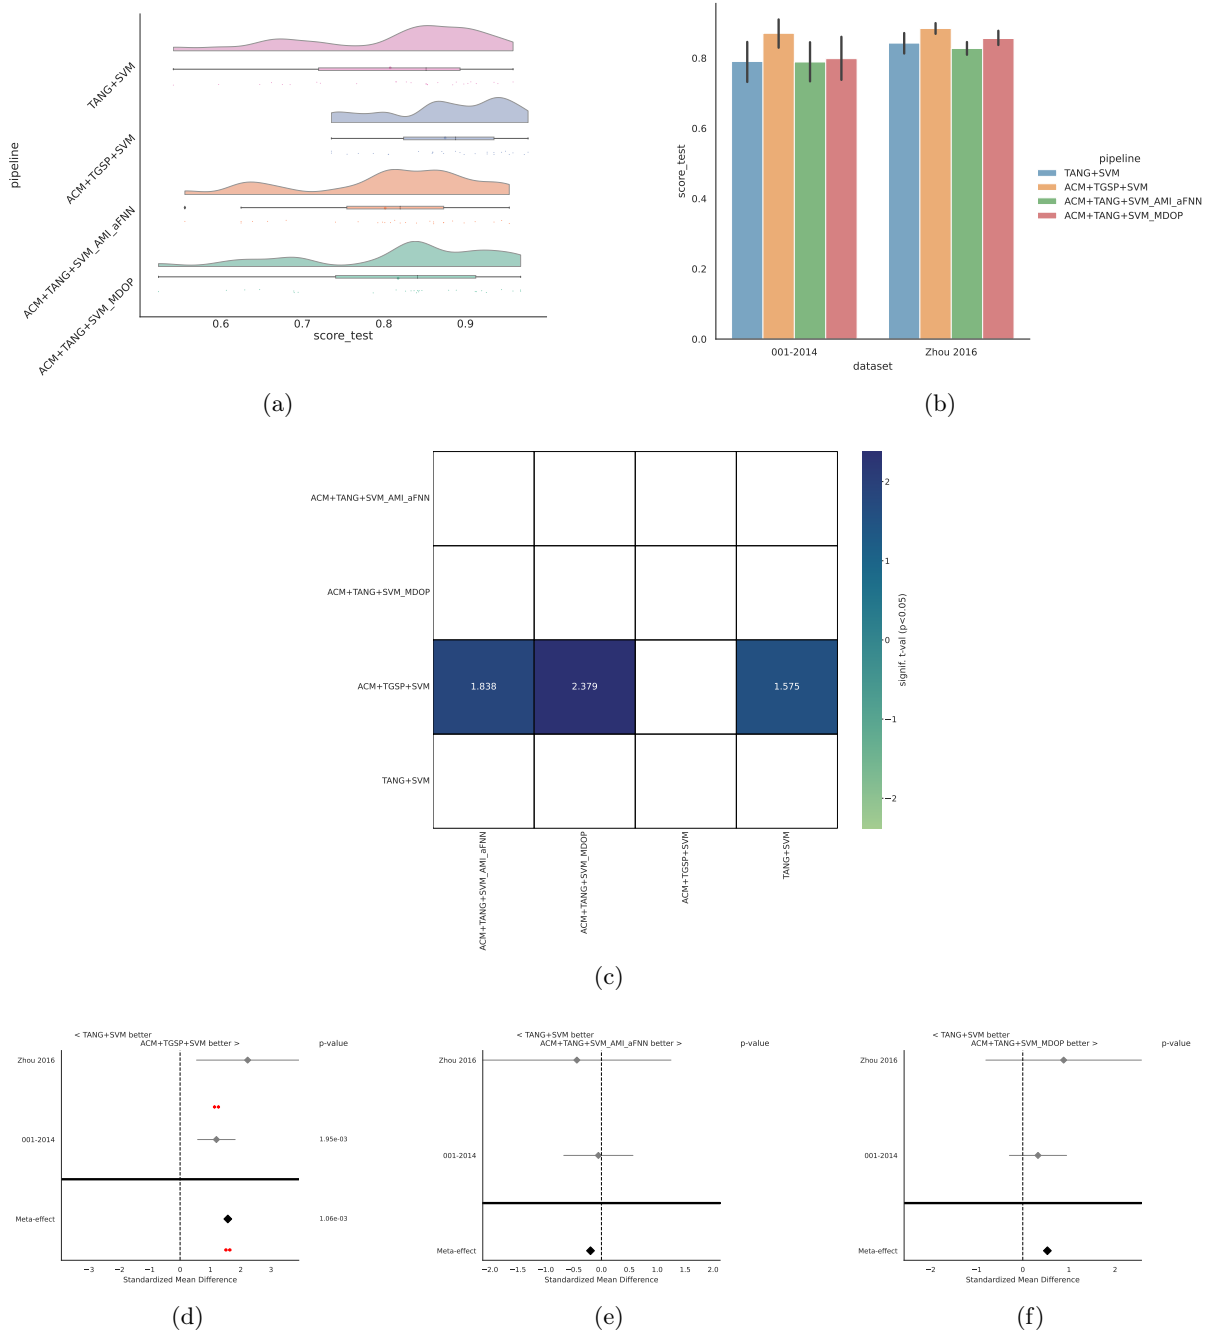 pipeline
TANG+SVM
ACM+TGSP+SVM
ACM+TANG+SVM_AMI_aFNN
ACM+TANG+SVM_MDOP
0.6 0.7 0.8 0.9
score_test
(a)
score_test
0.8
0.6
0.4
0.2
0.0
001-2014 Zhou 2016
dataset
pipeline
TANG+SVM
ACM+TGSP+SVM
ACM+TANG+SVM_AMI_aFNN
ACM+TANG+SVM_MDOP
(b)
ACM+TANG+SVM_AMI_aFNN
ACM+TANG+SVM_MDOP
ACM+TGSP+SVM
TANG+SVM
1.838 2.379 1.575
ACM+TANG+SVM_AMI_aFNN
ACM+TANG+SVM_MDOP
ACM+TGSP+SVM
TANG+SVM
2
1
0
−1
−2
signif. t-val (p<0.05)
(c)
< TANG+SVM better
ACM+TGSP+SVM better >
p-value
Zhou 2016
001-2014
1.95e-03
Meta-effect
1.06e-03
−3 −2 −1 0 1 2 3
Standardized Mean Difference
(d)
< TANG+SVM better
ACM+TANG+SVM_AMI_aFNN better >
p-value
Zhou 2016
001-2014
Meta-effect
−2.0 −1.5 −1.0 −0.5 0.0 0.5 1.0 1.5 2.0
Standardized Mean Difference
(e)
< TANG+SVM better
ACM+TANG+SVM_MDOP better >
p-value
Zhou 2016
001-2014
Meta-effect
−2 −1 0 1 2
Standardized Mean Difference
(f)